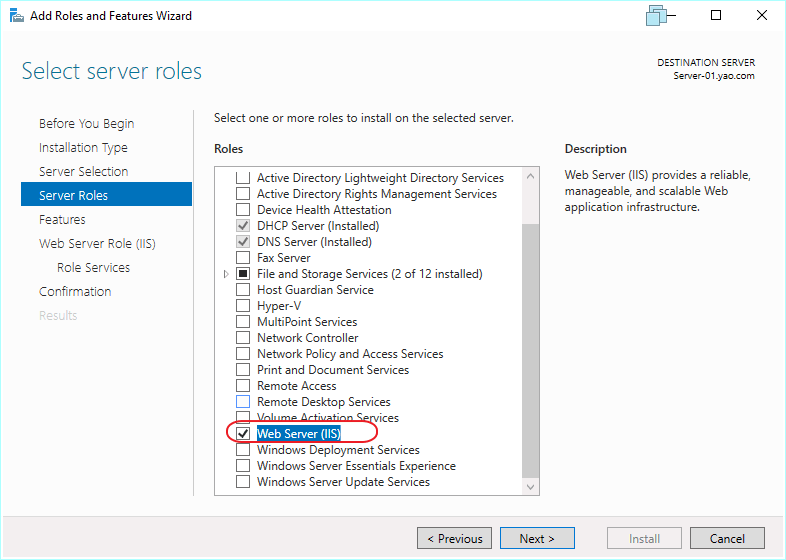 Add Roles and Features Wizard
Select server roles
DESTINATION SERVER
Server-01.yao.com
Before You Begin
Installation Type
Server Selection
Server Roles
Features
Web Server Role (IIS)
Role Services
Confirmation
Results
Select one or more roles to install on the selected server.
Roles
Active Directory Lightweight Directory Services
Active Directory Rights Management Services
Device Health Attestation
DHCP Server (Installed)
DNS Server (Installed)
Fax Server
File and Storage Services (2 of 12 installed)
Host Guardian Service
Hyper-V
MultiPoint Services
Network Controller
Network Policy and Access Services
Print and Document Services
Remote Access
Remote Desktop Services
Volume Activation Services
Web Server (IIS)
Windows Deployment Services
Windows Server Essentials Experience
Windows Server Update Services
Description
Web Server (IIS) provides a reliable,
manageable, and scalable Web
application infrastructure.
< Previous
Next >
Install
Cancel